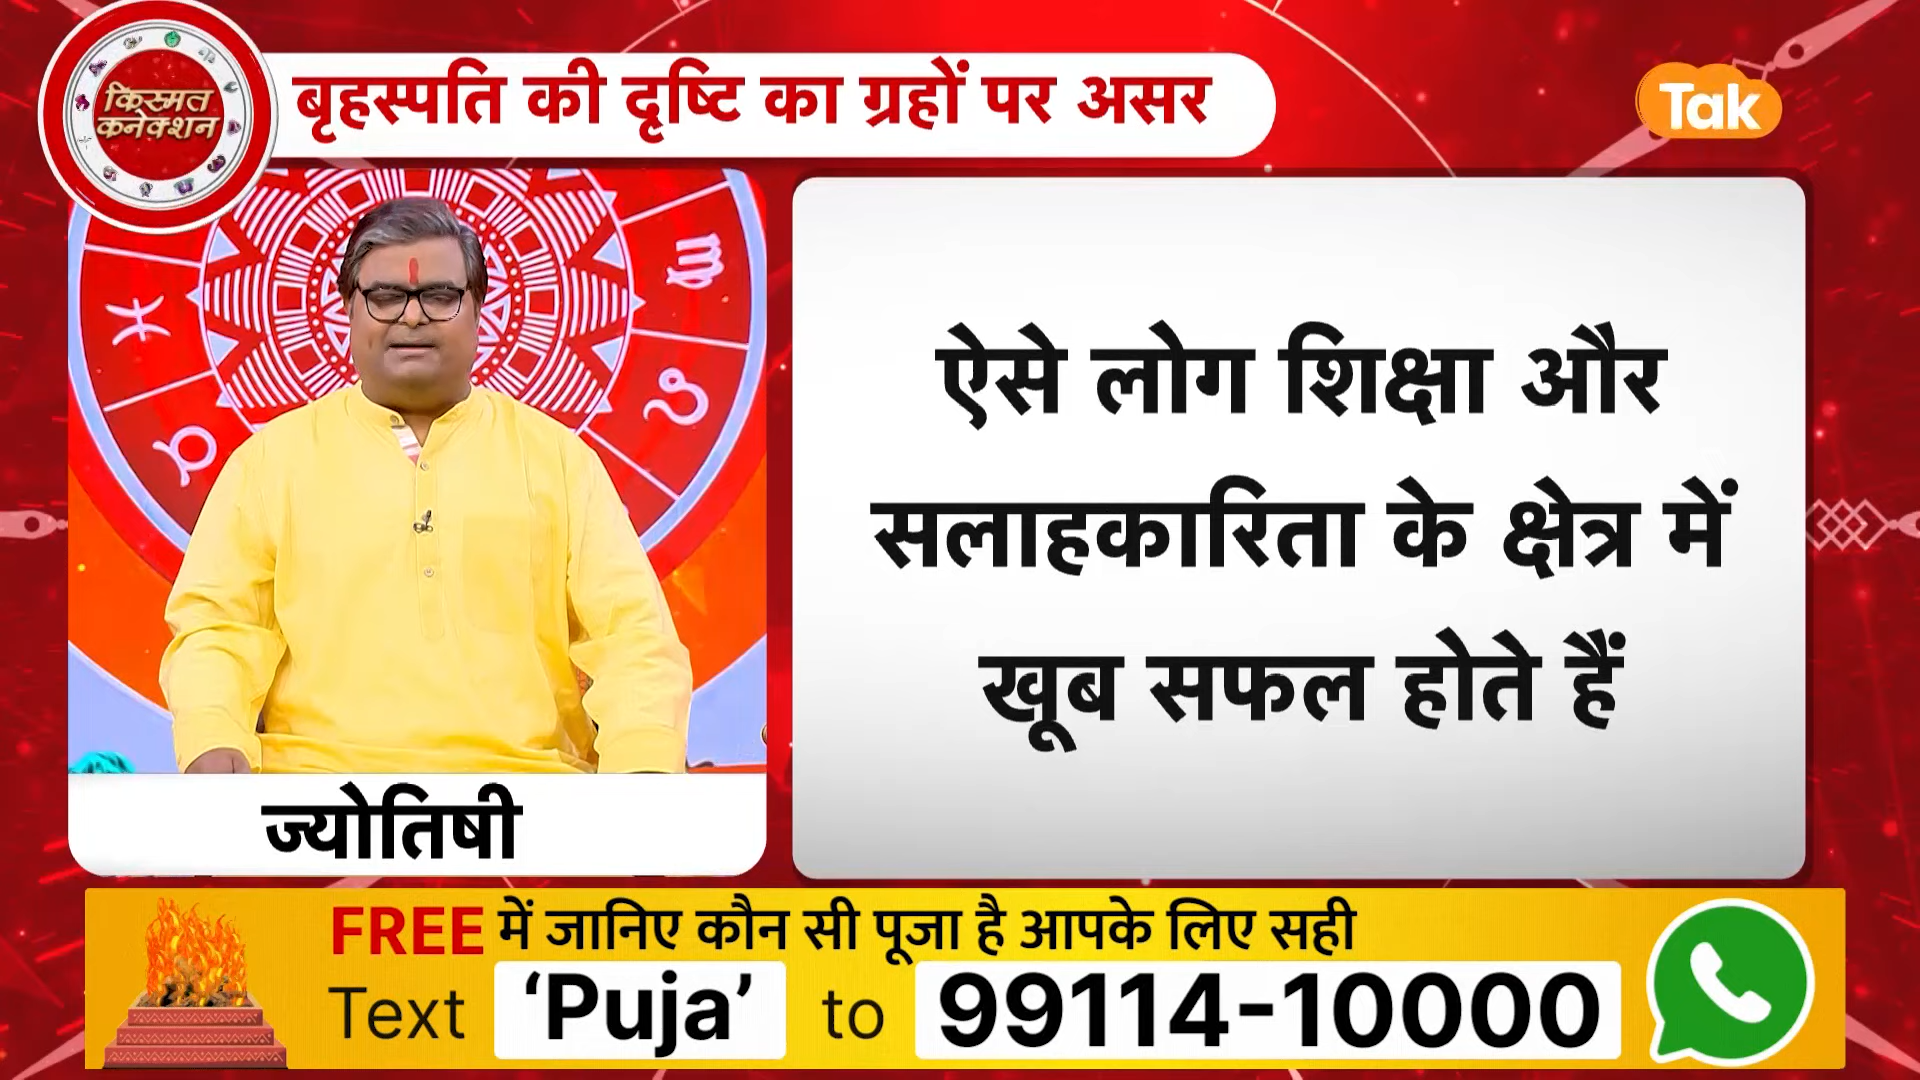 किस्मत
कनेक्शन
बृहस्पति की दृष्टि का ग्रहों पर असर
Tak
ऐसे लोग शिक्षा और
सलाहकारिता के क्षेत्र में
खूब सफल होते हैं
ज्योतिषी
FREE में जानिए कौन सी पूजा है आपके लिए सही
Text ‘Puja’ to 99114-10000